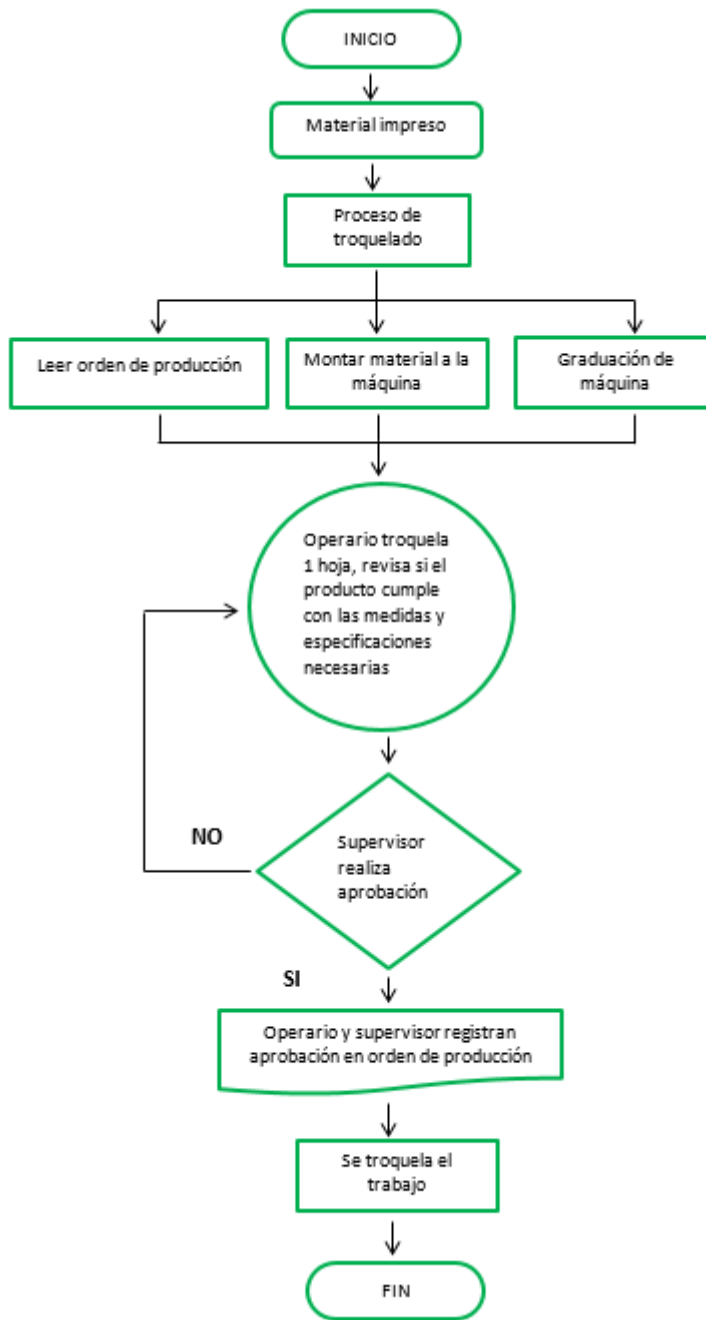 INICIO
Material impreso
Proceso de
troquelado
Leer orden de producción
Montar material a la
máquina
Graduación de
máquina
Operario troquela
1 hoja, revisa si el
producto cumple
con las medidas y
especificaciones
necesarias
NO
Supervisor
realiza
aprobación
SI
Operario y supervisor registran
aprobación en orden de producción
Se troquela el
trabajo
FIN